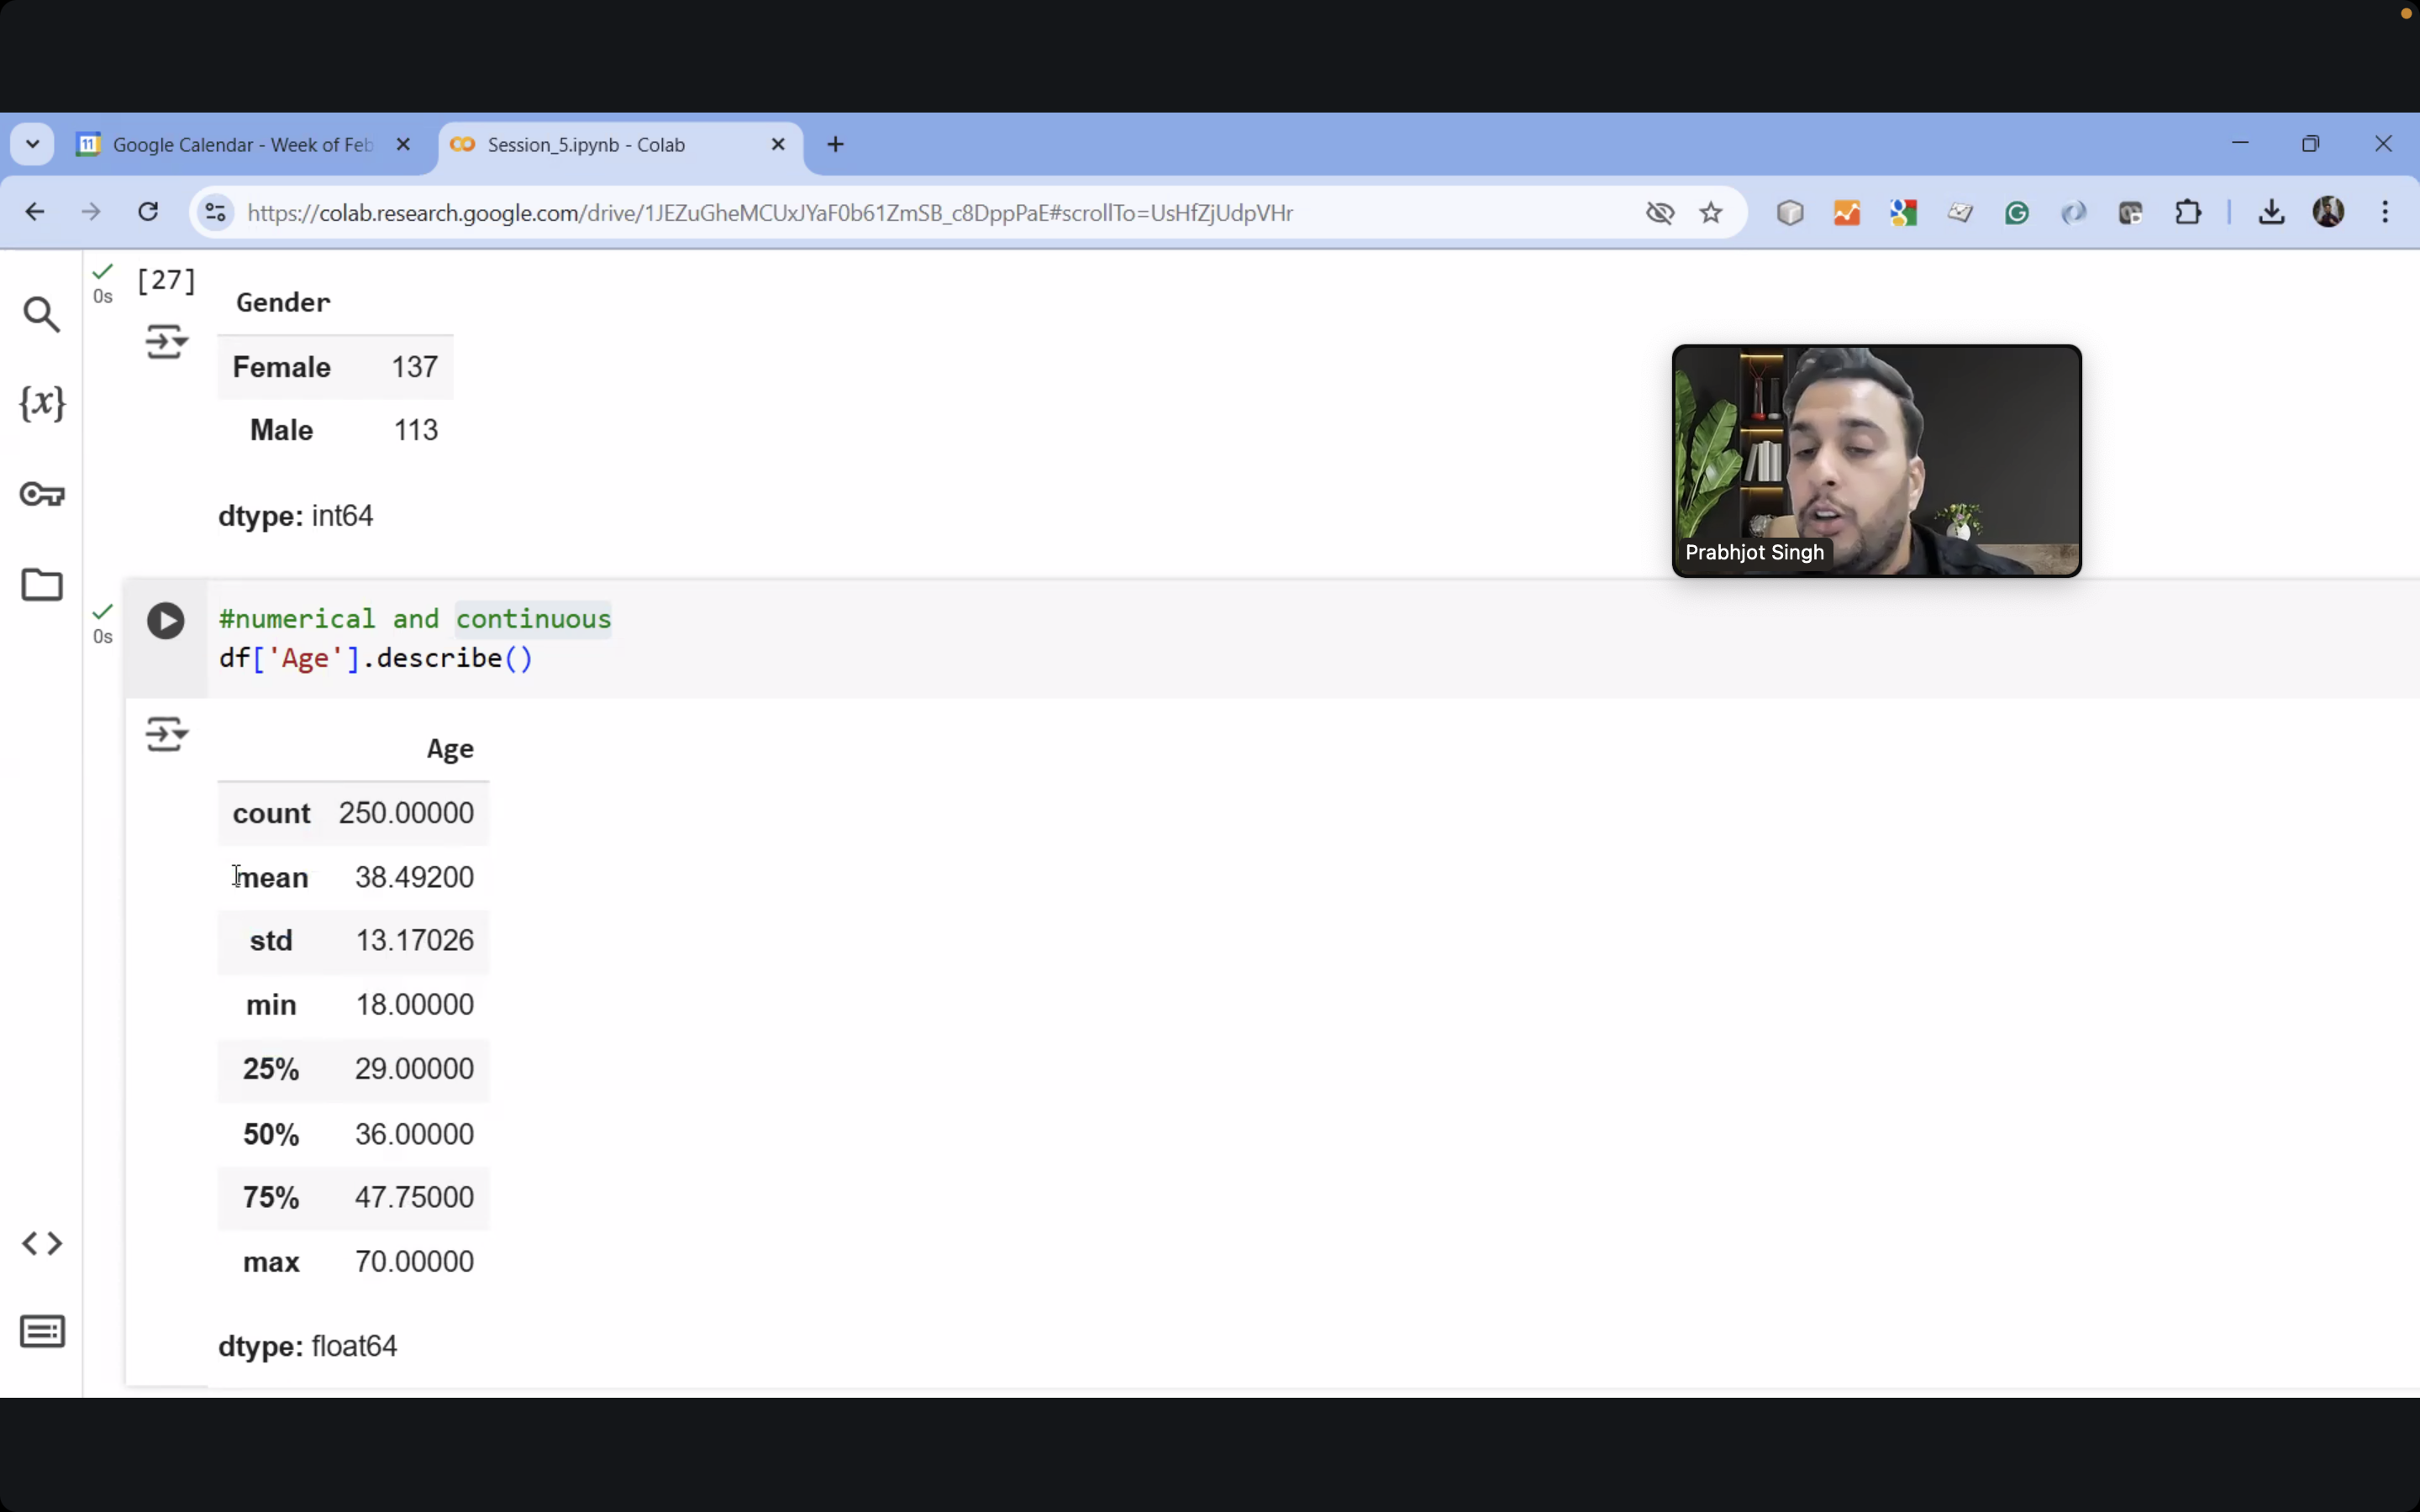 11 Google Calendar - Week of Feb
Session_5.ipynb - Colab
https://colab.research.google.com/drive/1JEZuGheMCUxJYaF0b61ZmSB_c8DppPaE#scrollTo=UsHfZjUdpVHr
0s [27] Gender
Female 137
Male 113
dtype: int64
Prabhjot Singh
{x}
0s
#numerical and continuous
df['Age'].describe()
Age
count 250.00000
mean 38.49200
std 13.17026
min 18.00000
25% 29.00000
50% 36.00000
75% 47.75000
max 70.00000
dtype: float64